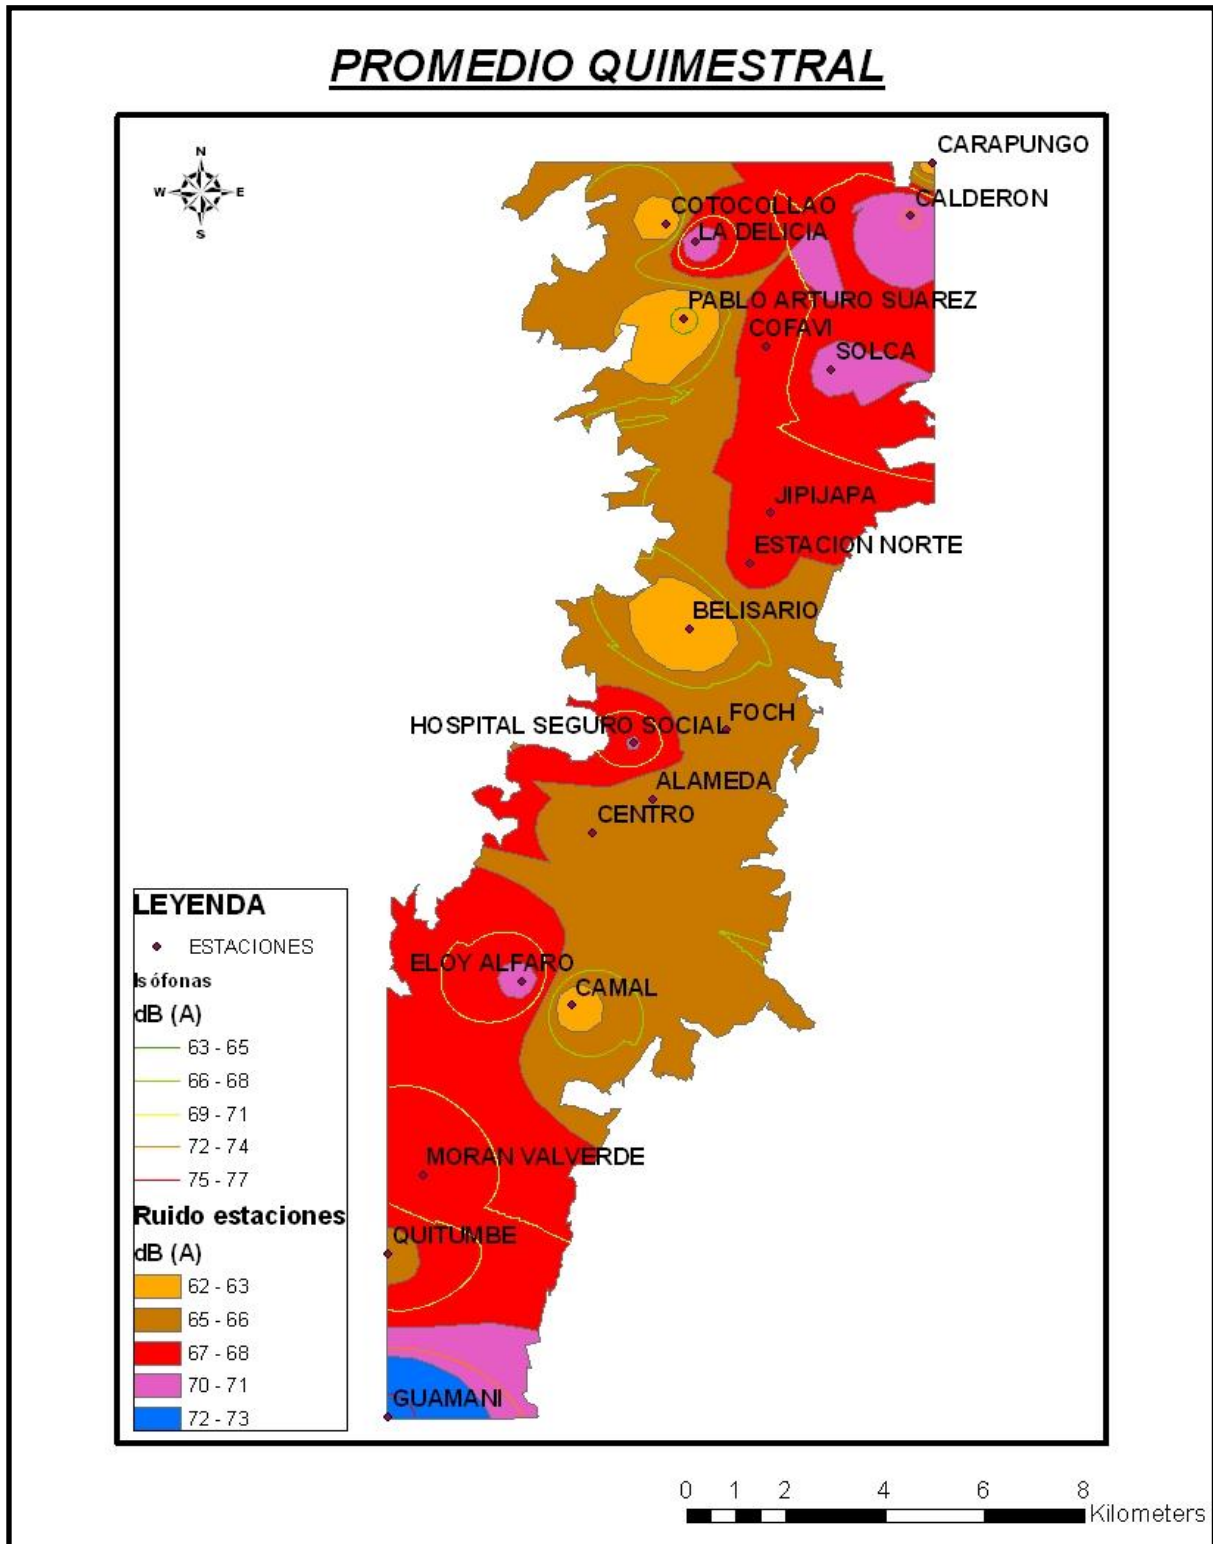 PROMEDIO QUIMESTRAL
N
W E
S
CARAPUNGO
CALDERON
COTOCOLLAO
LA DELICIA
PABLO ARTURO SUAREZ
COFAVI
SOLCA
JIPIJAPA
ESTACION NORTE
BELISARIO
FOCH
HOSPITAL SEGURO SOCIAL
ALAMEDA
CENTRO
ELOY ALFARO
CAMAL
MORAN VALVERDE
QUITUMBE
GUAMANI
LEYENDA
ESTACIONES
Isófonas
dB (A)
63 - 65
66 - 68
69 - 71
72 - 74
75 - 77
Ruido estaciones
dB (A)
62 - 63
65 - 66
67 - 68
70 - 71
72 - 73
0 1 2 4 6 8
Kilometers